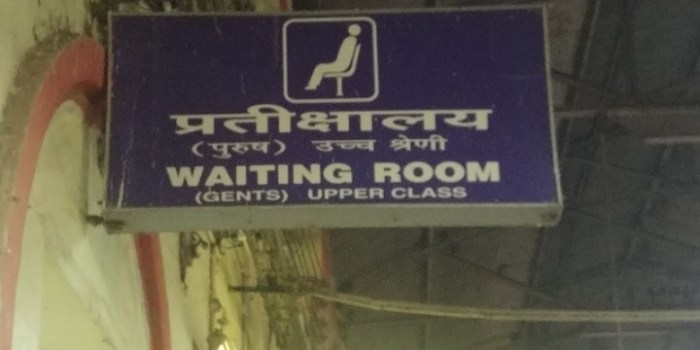 प्रतीक्षालय
(पुरुष) उच्च श्रेणी
WAITING ROOM
(GENTS) UPPER CLASS